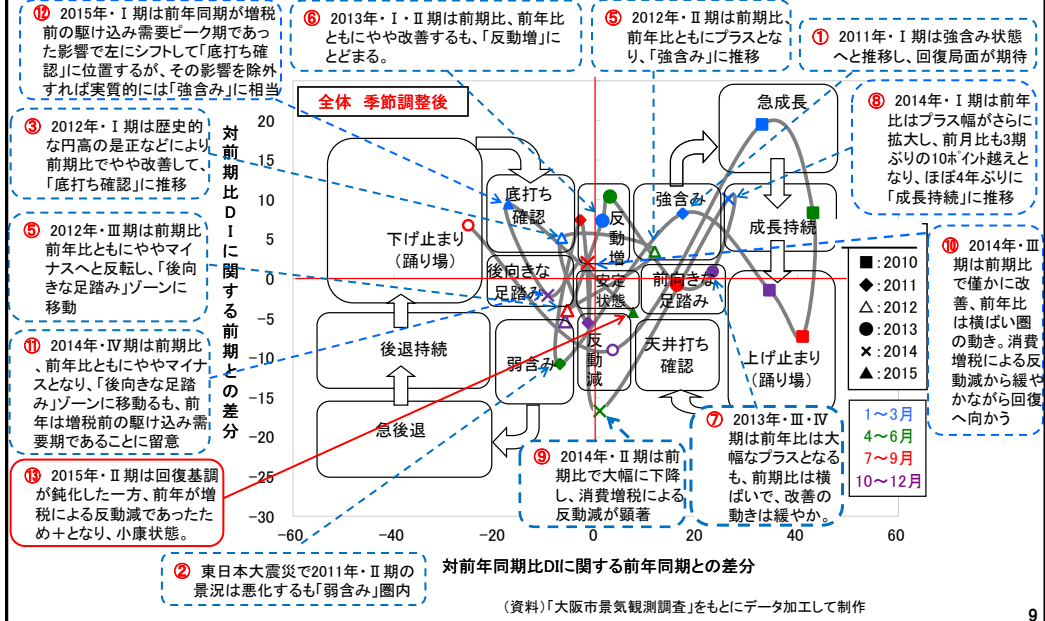 ⑫ 2015年・Ⅰ期は前年同期が増税
前の駆け込み需要ピーク期であっ
た影響で左にシフトして「底打ち確
認」に位置するが、その影響を除外
すれば実質的には「強含み」に相当
⑥ 2013年・Ⅰ・Ⅱ期は前期比、前年比
ともにやや改善するも、「反動増」に
とどまる。
⑤ 2012年・Ⅱ期は前期比、
前年比ともにプラスとな
り、「強含み」に推移
① 2011年・Ⅰ期は強含み状態
へと推移し、回復局面が期待
③ 2012年・Ⅰ期は歴史的
な円高の是正などにより
前期比でやや改善して、
「底打ち確認」に推移
⑤ 2012年・Ⅲ期は前期比
前年比ともにややマイ
ナスへと反転し、「後向
きな足踏み」ゾーンに
移動
⑪ 2014年・Ⅳ期は前期比
、前年比ともにややマイナ
スとなり、「後向きな足踏
み」ゾーンに移動るも、前
年は増税前の駆け込み需
要期であることに留意
⑬ 2015年・Ⅱ期は回復基調
が鈍化した一方、前年が増
税による反動減であったた
め＋となり、小康状態。
② 東日本大震災で2011年・Ⅱ期の
景況は悪化するも「弱含み」圏内
全体 季節調整後
対前期比DIに関する前期との差分
20
15
10
5
0
−5
−10
−15
−20
−25
−30
−60
−40
−20
0
20
40
60
対前年同期比DIに関する前年同期との差分
急成長
底打ち
確認
反動増
強含み
成長持続
下げ止まり
(踊り場)
後向きな
足踏み
安定
状態
前向きな
足踏み
後退持続
弱含み
反動減
天井打ち
確認
上げ止まり
(踊り場)
急後退
⑧ 2014年・Ⅰ期は前年
比はプラス幅がさらに
拡大し、前月比も3期
ぶりの10ポイント越えと
なり、ほぼ4年ぶりに
「成長持続」に推移
⑩ 2014年・Ⅲ
期は前期比
で僅かに改
善、前年比
は横ばい圏
の動き。消費
増税による反
動減から緩や
かながら回復
へ向かう
■:2010
◆:2011
△:2012
●:2013
×:2014
▲:2015
1～3月
4～6月
7～9月
10～12月
⑨ 2014年・Ⅱ期は前
期比で大幅に下降
し、消費増税による
反動減が顕著
⑦ 2013年・Ⅲ・Ⅳ
期は前年比は大
幅なプラスとなる
も、前期比は横
ばいで、改善の
動きは緩やか。
(資料)「大阪市景気観測調査」をもとにデータ加工して制作
9